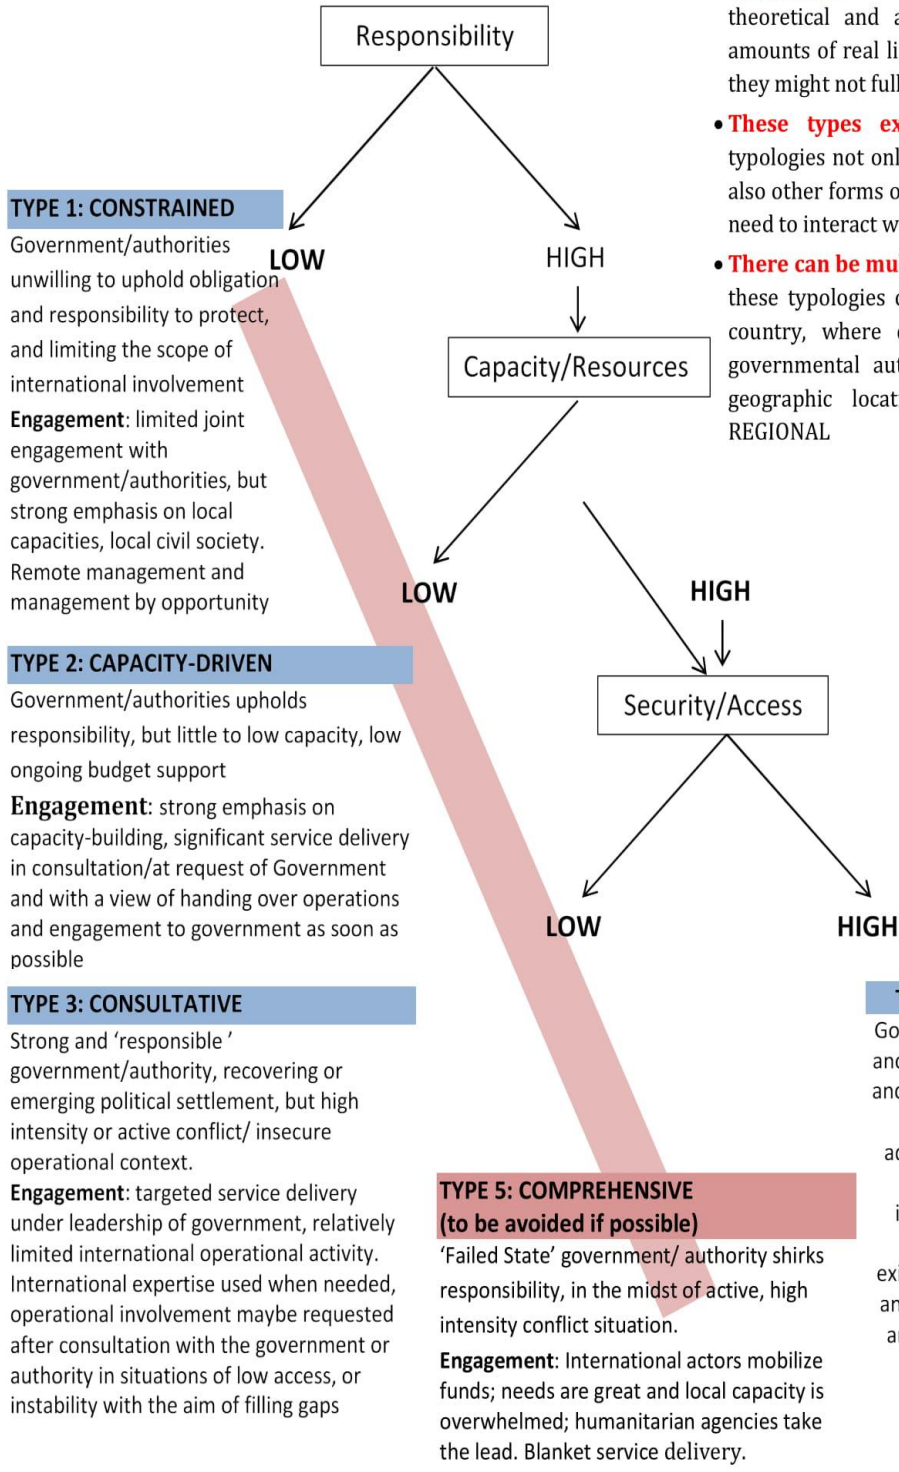 Responsibility
theoretical and a
amounts of real li
they might not full
• These types ex
typologies not onl
also other forms o
need to interact w
• There can be mu
these typologies c
country, where c
governmental aut
geographic locat
REGIONAL
TYPE 1: CONSTRAINED
Government/authorities
unwilling to uphold obligation
and responsibility to protect,
and limiting the scope of
international involvement
Engagement: limited joint
engagement with
government/authorities, but
strong emphasis on local
capacities, local civil society.
Remote management and
management by opportunity
LOW
HIGH
Capacity/Resources
LOW
HIGH
Security/Access
LOW
HIGH
TYPE 2: CAPACITY-DRIVEN
Government/authorities upholds
responsibility, but little to low capacity, low
ongoing budget support
Engagement: strong emphasis on
capacity-building, significant service delivery
in consultation/at request of Government
and with a view of handing over operations
and engagement to government as soon as
possible
TYPE 3: CONSULTATIVE
Strong and ‘responsible ’
government/authority, recovering or
emerging political settlement, but high
intensity or active conflict/ insecure
operational context.
Engagement: targeted service delivery
under leadership of government, relatively
limited international operational activity.
International expertise used when needed,
operational involvement maybe requested
after consultation with the government or
authority in situations of low access, or
instability with the aim of filling gaps
TYPE 5: COMPREHENSIVE
(to be avoided if possible)
‘Failed State’ government/ authority shirks
responsibility, in the midst of active, high
intensity conflict situation.
Engagement: International actors mobilize
funds; needs are great and local capacity is
overwhelmed; humanitarian agencies take
the lead. Blanket service delivery.
T
Go
and
and
ac
i
exi
an
a